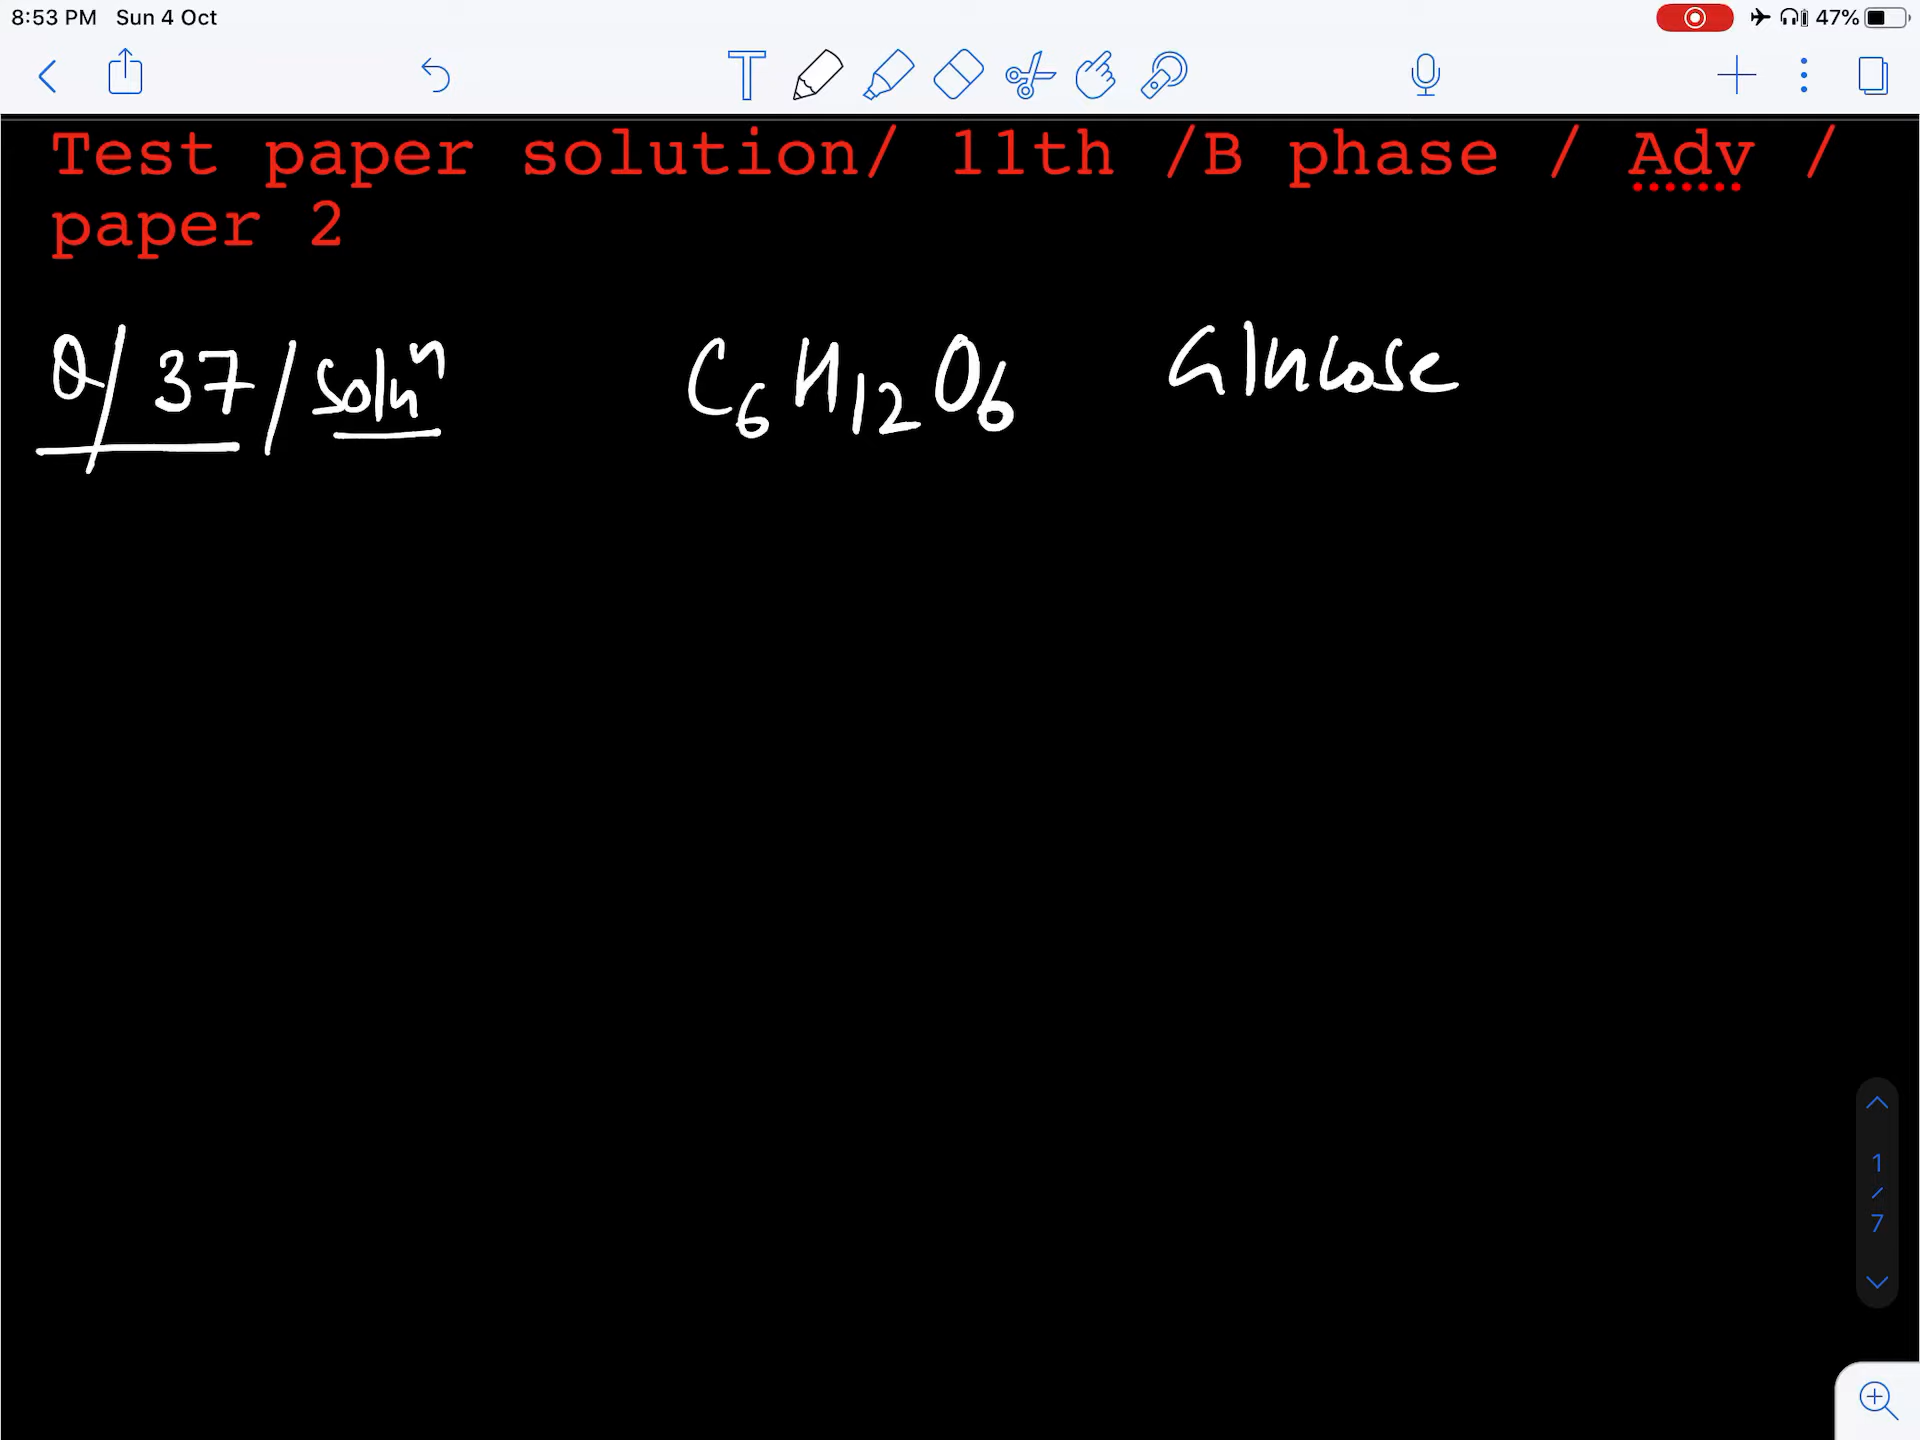 8:53 PM Sun 4 Oct 47%
Test paper solution/ 11th /B phase / Adv /
paper 2
Q/ 37 / Solnⁿ C₆H₁₂O₆ Glucose
1
/
7